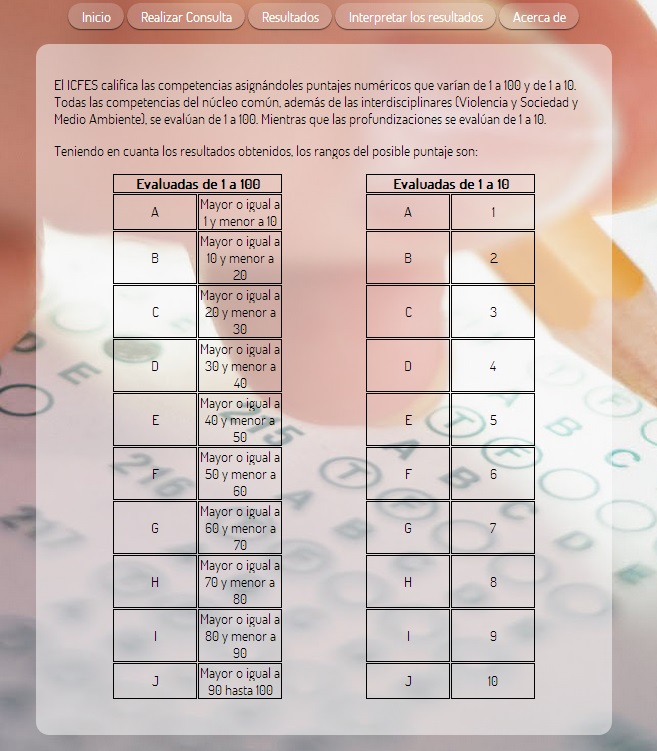 Inicio Realizar Consulta Resultados Interpretar los resultados Acerca de
El ICFES califica las competencias asignándoles puntajes numéricos que varían de 1 a 100 y de 1 a 10.
Todas las competencias del núcleo común, además de las interdisciplinares (Violencia y Sociedad y
Medio Ambiente), se evalúan de 1 a 100. Mientras que las profundizaciones se evalúan de 1 a 10.
Teniendo en cuanta los resultados obtenidos, los rangos del posible puntaje son:
Evaluadas de 1 a 100
A
Mayor o igual a
1 y menor a 10
B
Mayor o igual a
10 y menor a
20
C
Mayor o igual a
20 y menor a
30
D
Mayor o igual a
30 y menor a
40
E
Mayor o igual a
40 y menor a
50
F
Mayor o igual a
50 y menor a
60
G
Mayor o igual a
60 y menor a
70
H
Mayor o igual a
70 y menor a
80
I
Mayor o igual a
80 y menor a
90
J
Mayor o igual a
90 hasta 100
Evaluadas de 1 a 10
A 1
B 2
C 3
D 4
E 5
F 6
G 7
H 8
I 9
J 10
D E
215 T F A B C
216 T F A B C D E
217